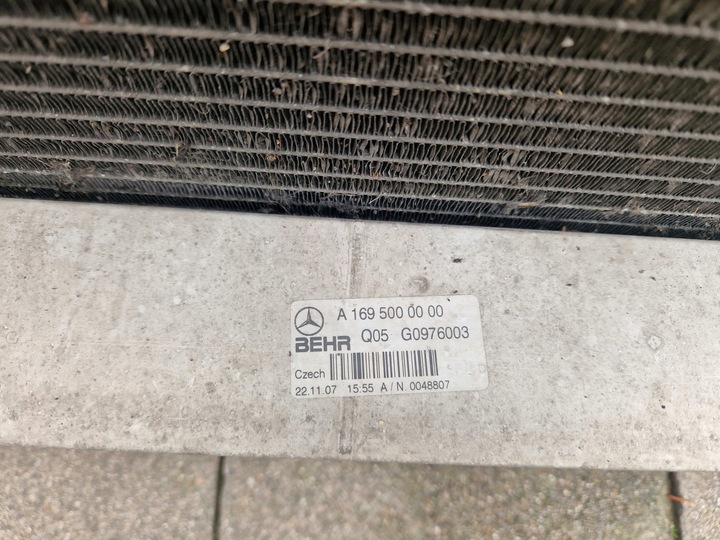 A 169 500 00 00
BEHR Q05 G0976003
Czech
22.11.07 15:55 A / N. 0048807